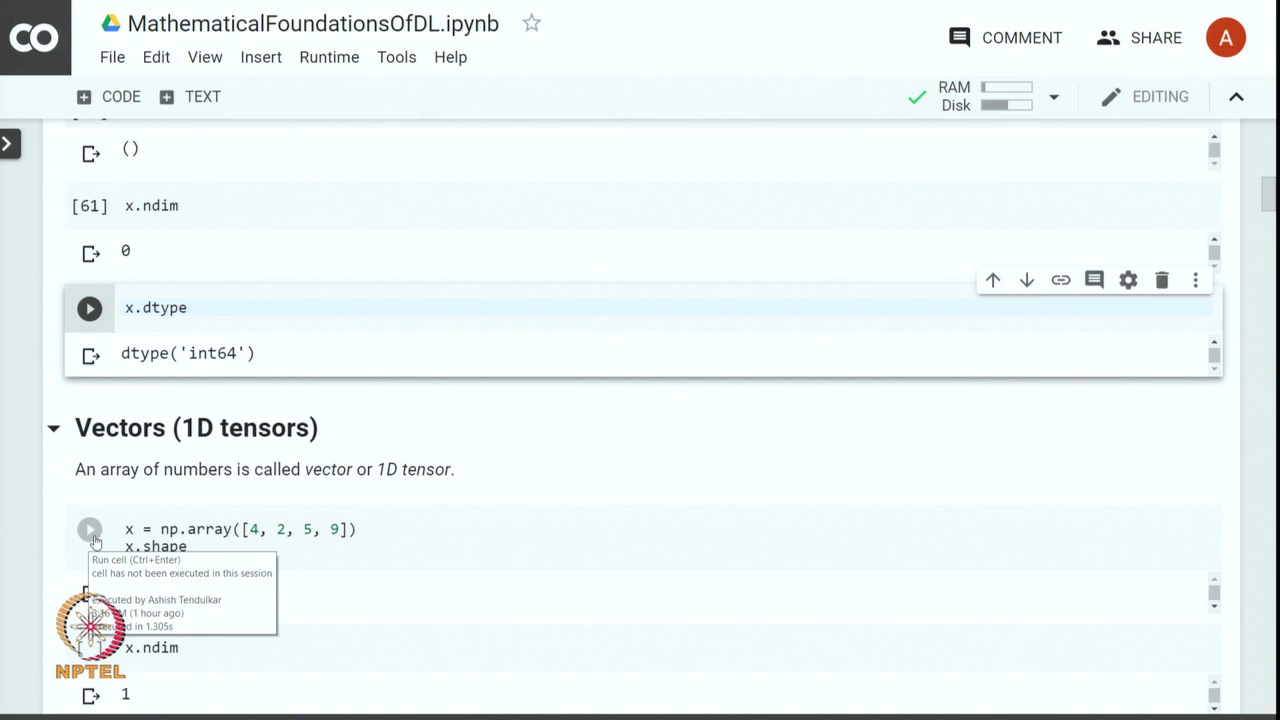 CO
MathematicalFoundationsOfDL.ipynb
COMMENT
SHARE
A
File Edit View Insert Runtime Tools Help
CODE TEXT
RAM
Disk
EDITING
()
[61] x.ndim
0
x.dtype
dtype('int64')
Vectors (1D tensors)
An array of numbers is called vector or 1D tensor.
x = np.array([4, 2, 5, 9])
x.shape
Run cell (Ctrl+Enter)
cell has not been executed in this session
executed by Ashish Tendulkar
(1 hour ago)
in 1.305s
x.ndim
NPTEL
1